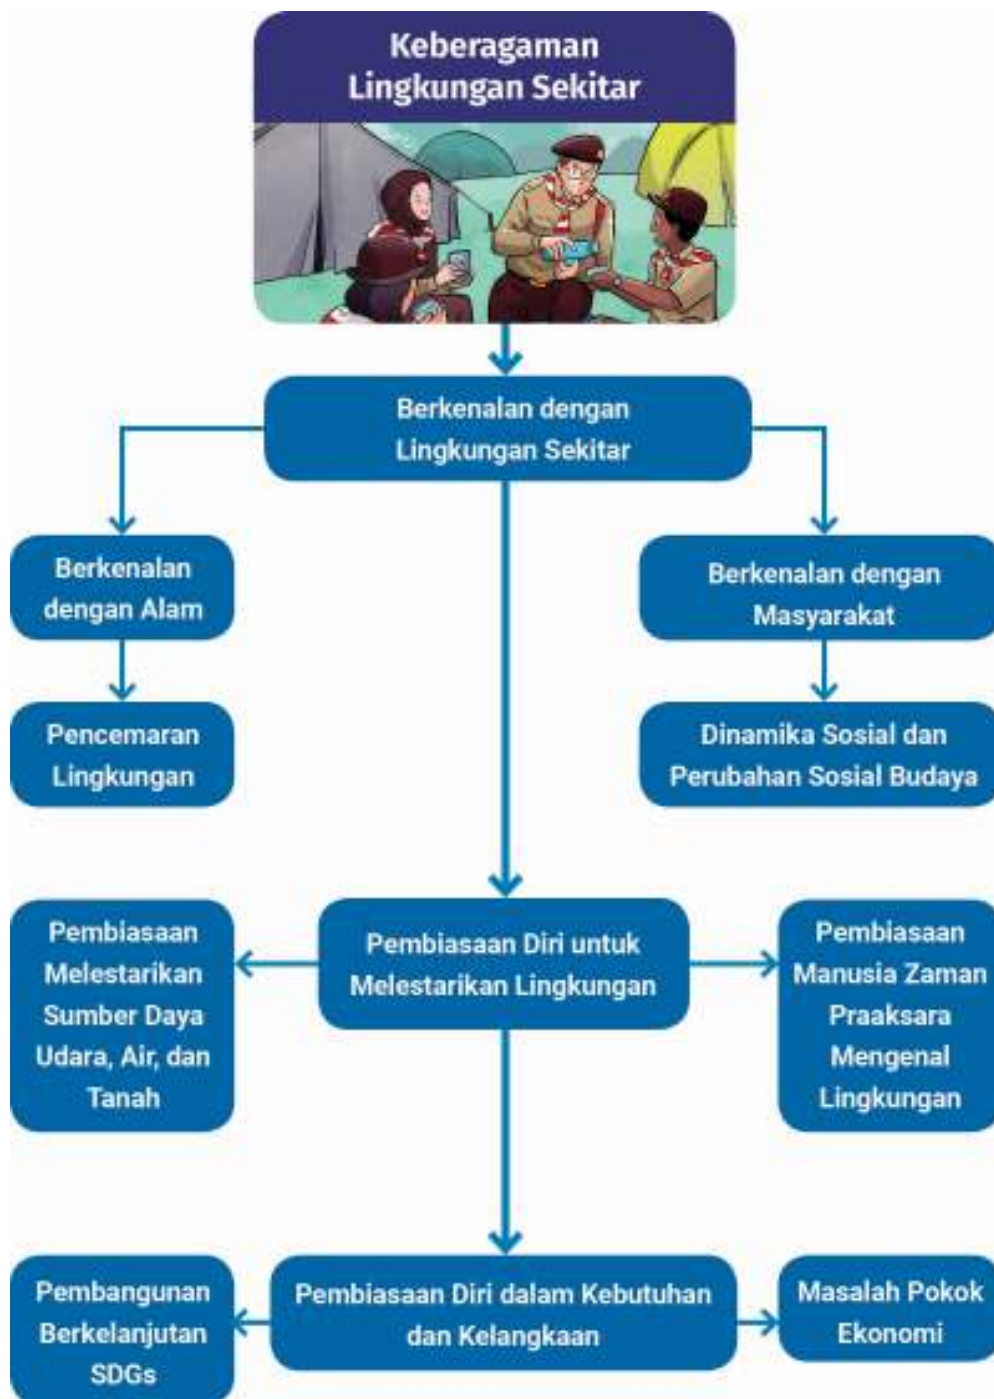 Keberagaman
Lingkungan Sekitar
Berkenalan dengan
Lingkungan Sekitar
Berkenalan
dengan Alam
Berkenalan dengan
Masyarakat
Pencemaran
Lingkungan
Dinamika Sosial dan
Perubahan Sosial Budaya
Pembiasaan
Melestarikan
Sumber Daya
Udara, Air, dan
Tanah
Pembiasaan Diri untuk
Melestarikan Lingkungan
Pembiasaan
Manusia Zaman
Praaksara
Mengenal
Lingkungan
Pembangunan
Berkelanjutan
SDGs
Pembiasaan Diri dalam Kebutuhan
dan Kelangkaan
Masalah Pokok
Ekonomi